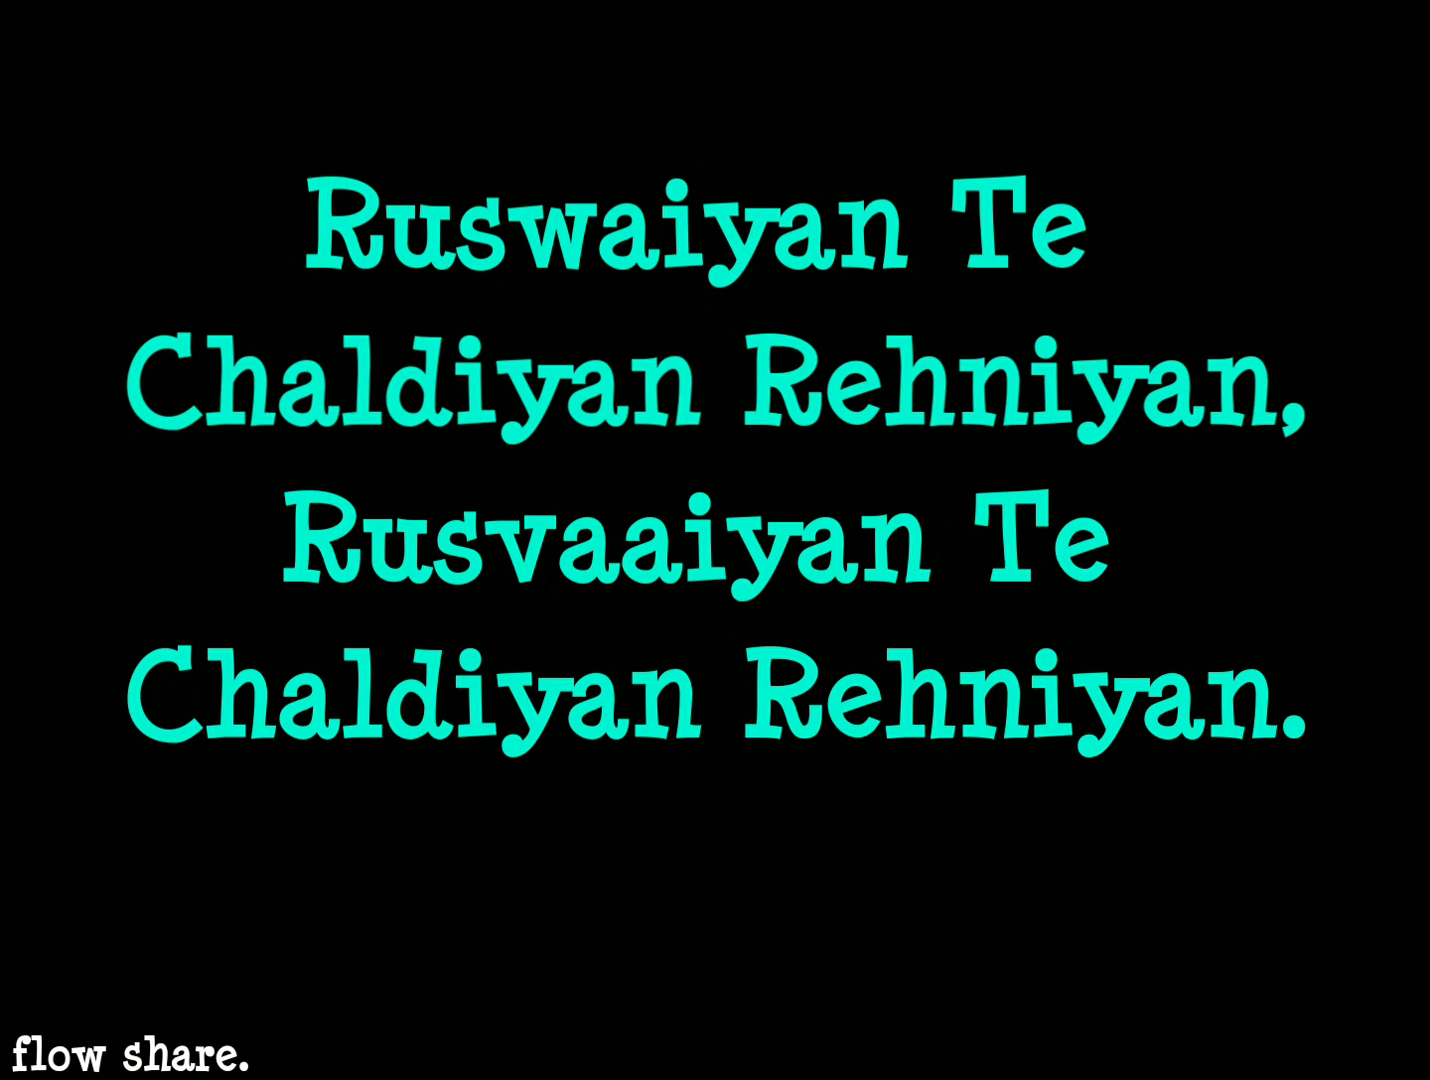 Ruswaiyan Te
Chaldiyan Rehniyan,
Rusvaaiyan Te
Chaldiyan Rehniyan.
flow share.